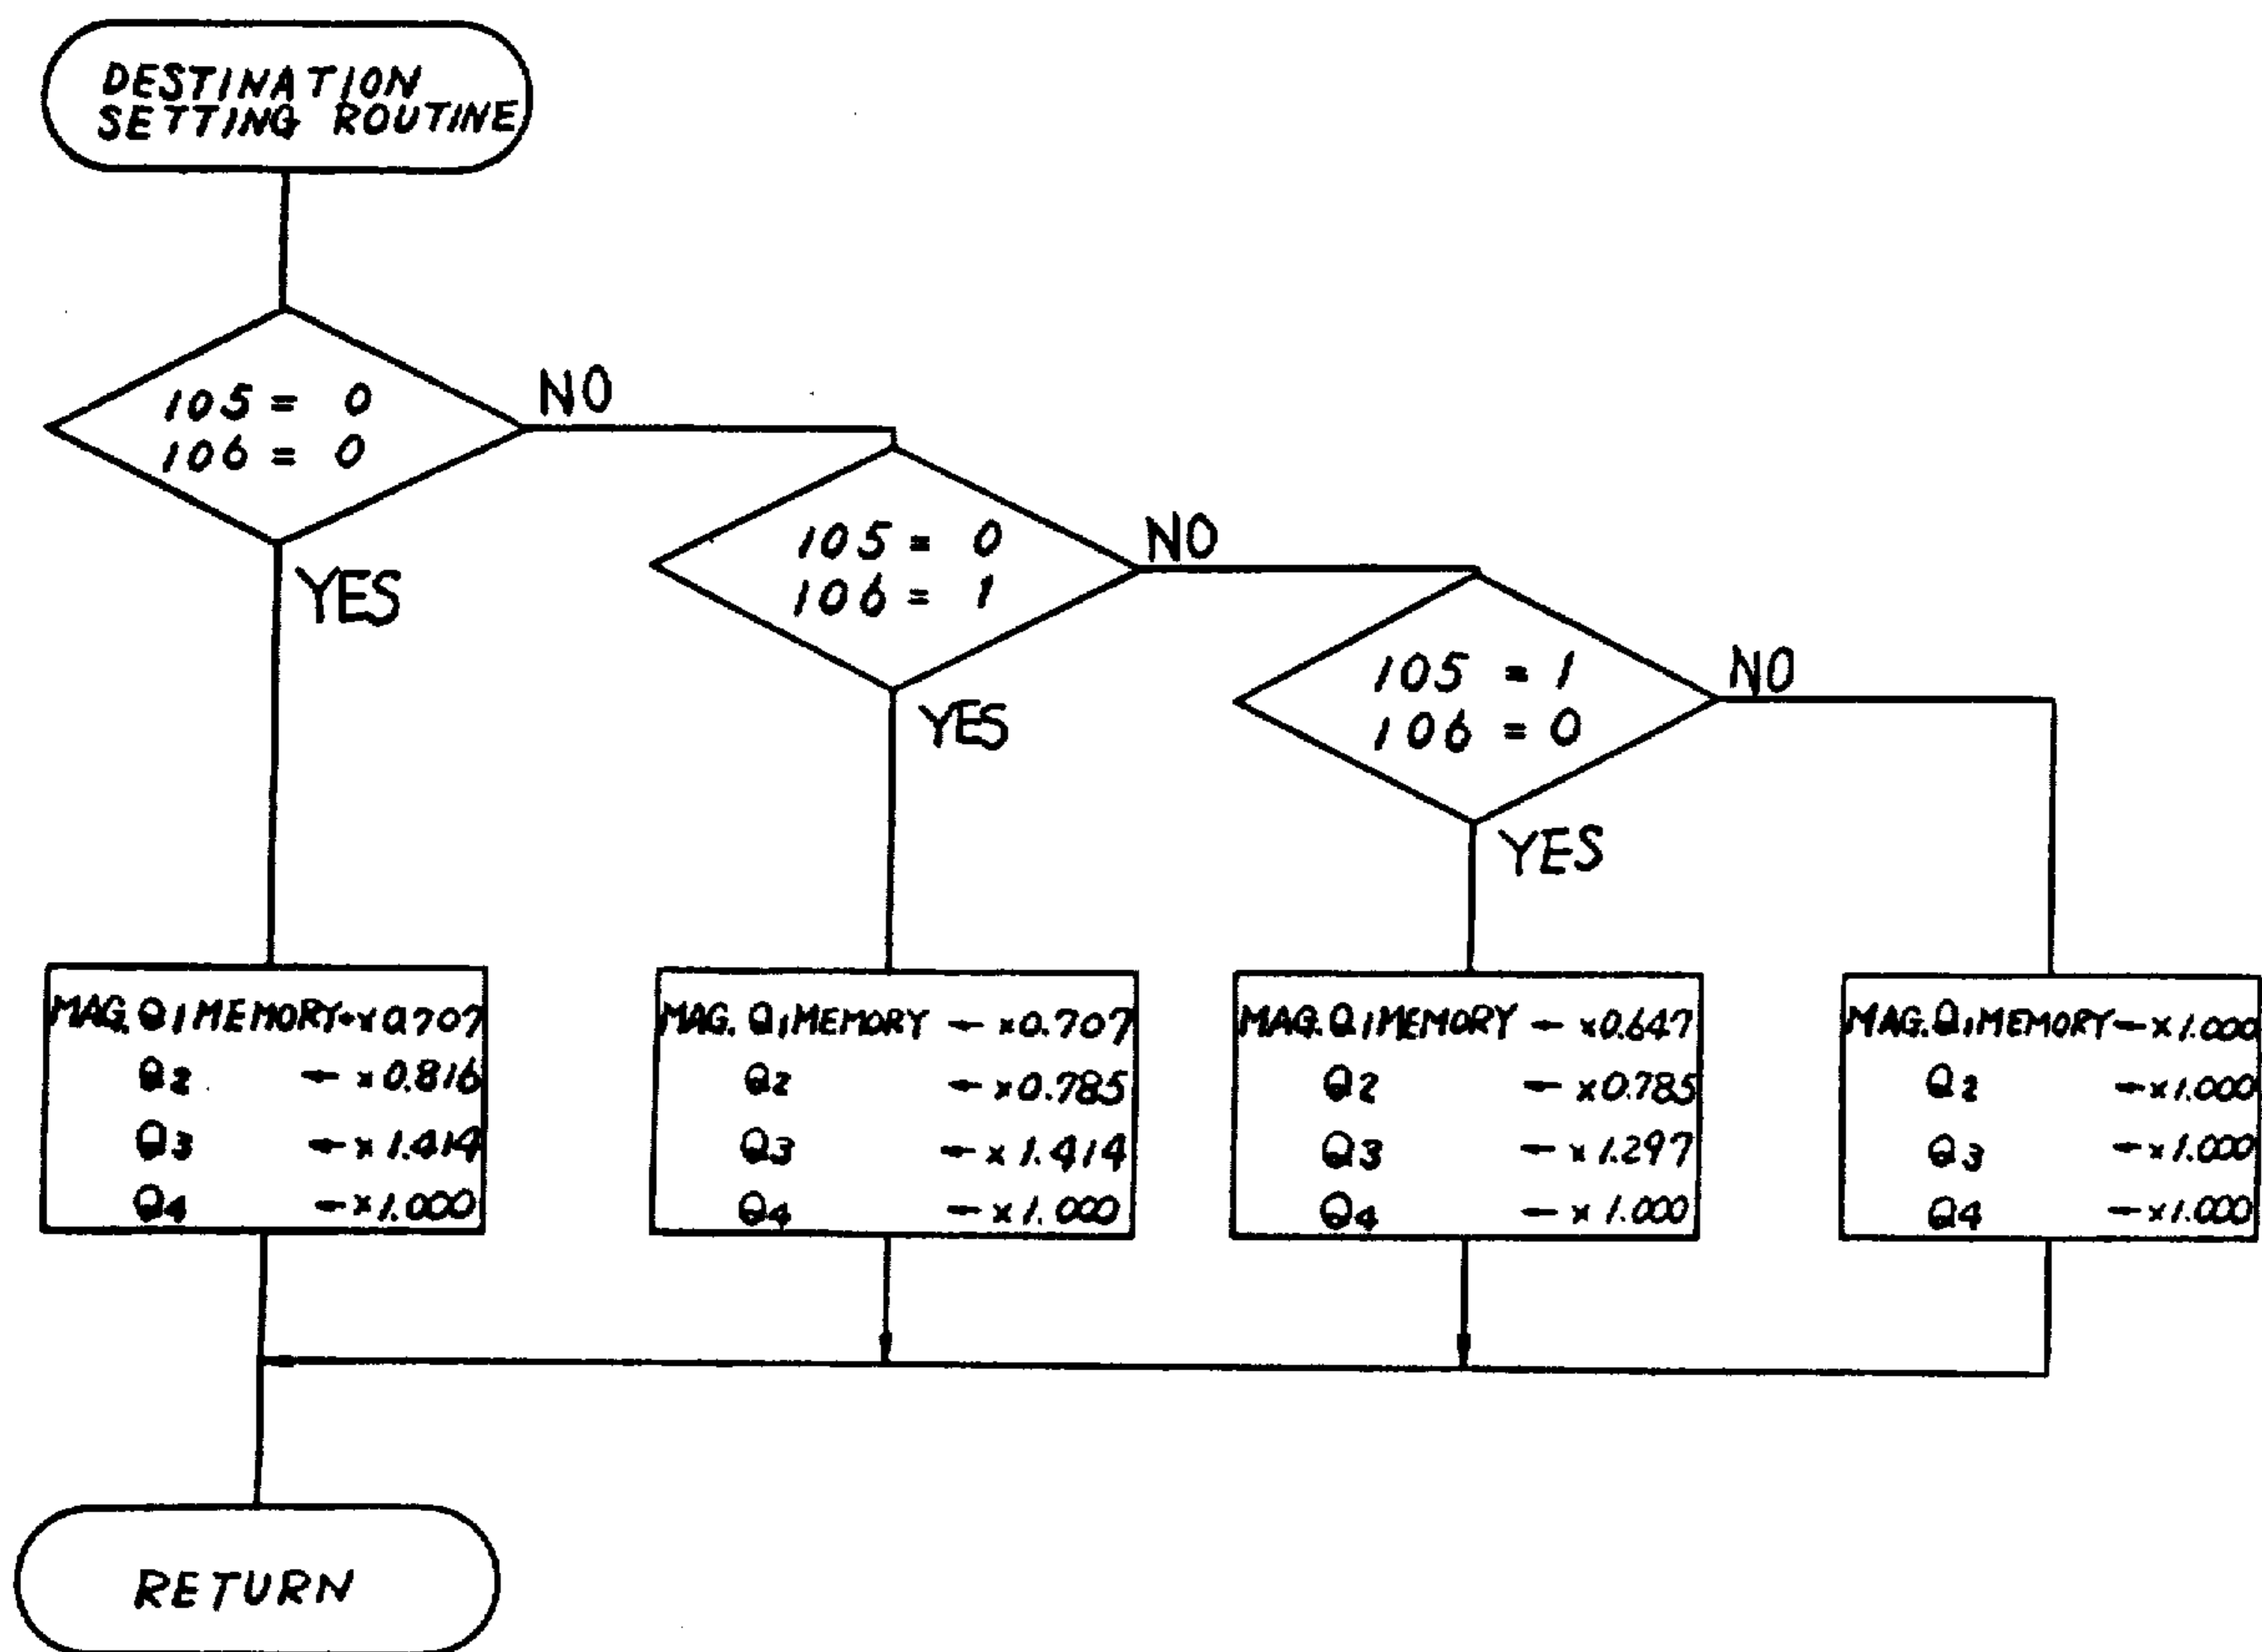 DESTINATION
SETTING ROUTINE
105 = 0
106 = 0
NO
YES
105 = 0
106 = 1
NO
YES
105 = 1
106 = 0
NO
YES
MAG. Q1 MEMORY ← ×0.707
Q2 ← ×0.816
Q3 ← ×1.414
Q4 ← ×1.000
MAG. Q1 MEMORY ← ×0.707
Q2 ← ×0.785
Q3 ← ×1.414
Q4 ← ×1.000
MAG. Q1 MEMORY ← ×0.647
Q2 ← ×0.785
Q3 ← ×1.297
Q4 ← ×1.000
MAG. Q1 MEMORY ← ×1.000
Q2 ← ×1.000
Q3 ← ×1.000
Q4 ← ×1.000
RETURN